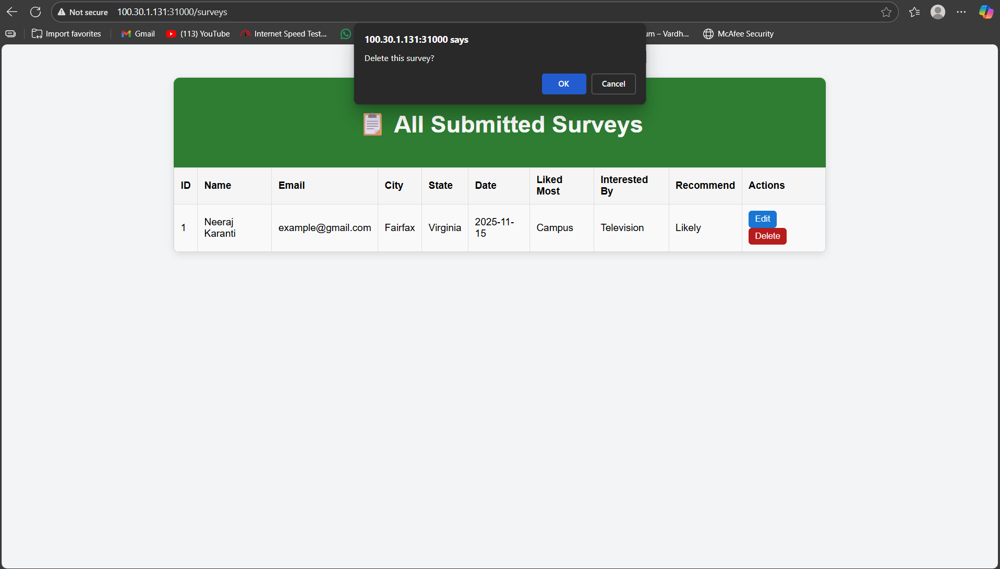 Not secure 100.30.1.131:31000/surveys
Import favorites Gmail (113) YouTube Internet Speed Test... um – Vardh... McAfee Security
100.30.1.131:31000 says
Delete this survey?
OK Cancel
All Submitted Surveys
ID Name Email City State Date Liked Most Interested By Recommend Actions
1 Neeraj Karanti example@gmail.com Fairfax Virginia 2025-11-15 Campus Television Likely Edit
Delete